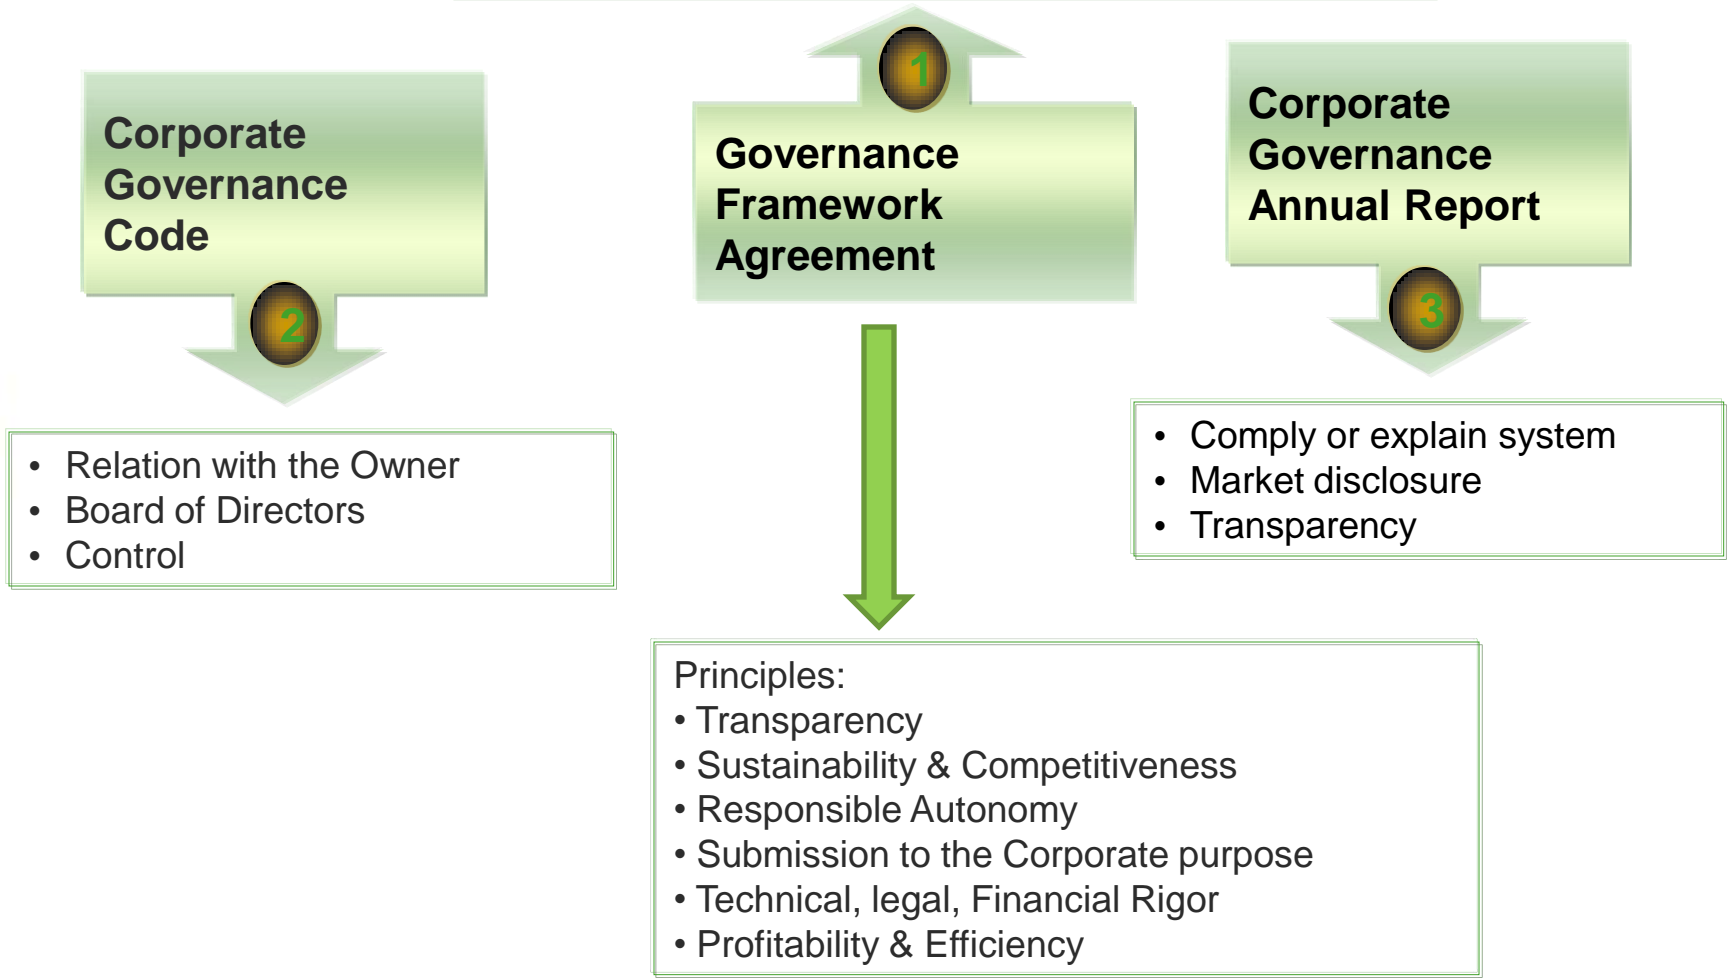 Corporate
Governance
Code
2
• Relation with the Owner
• Board of Directors
• Control
1
Governance
Framework
Agreement
Principles:
• Transparency
• Sustainability & Competitiveness
• Responsible Autonomy
• Submission to the Corporate purpose
• Technical, legal, Financial Rigor
• Profitability & Efficiency
Corporate
Governance
Annual Report
3
• Comply or explain system
• Market disclosure
• Transparency